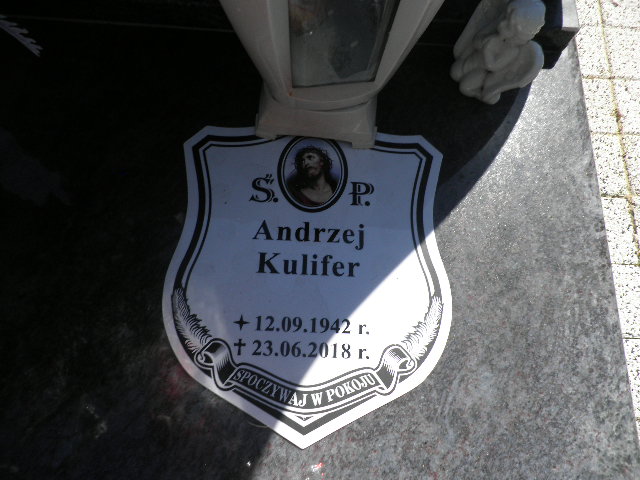 Ś. P.
Andrzej
Kulifer
12.09.1942 r.
23.06.2018 r.
SPOCZYWAJ W POKOJU